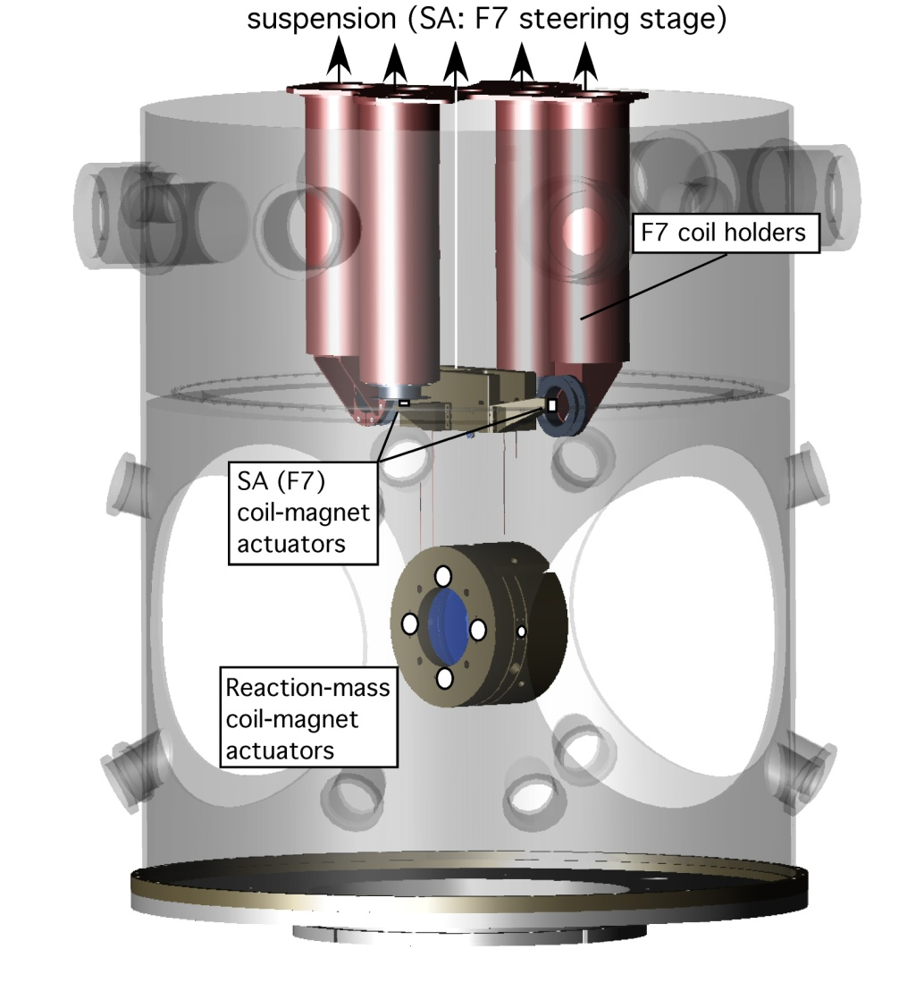 suspension (SA: F7 steering stage)
F7 coil holders
SA (F7)
coil-magnet
actuators
Reaction-mass
coil-magnet
actuators